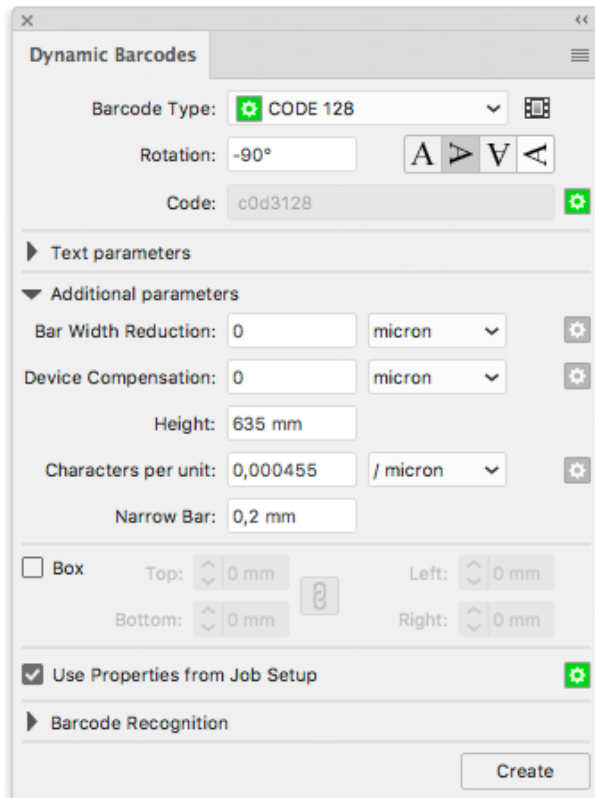 Dynamic Barcodes
Barcode Type: CODE 128
Rotation: -90° A A A A
Code: c0d3128
Text parameters
Additional parameters
Bar Width Reduction: 0 micron
Device Compensation: 0 micron
Height: 635 mm
Characters per unit: 0,000455 / micron
Narrow Bar: 0,2 mm
Box Top: 0 mm Left: 0 mm
Bottom: 0 mm Right: 0 mm
Use Properties from Job Setup
Barcode Recognition
Create